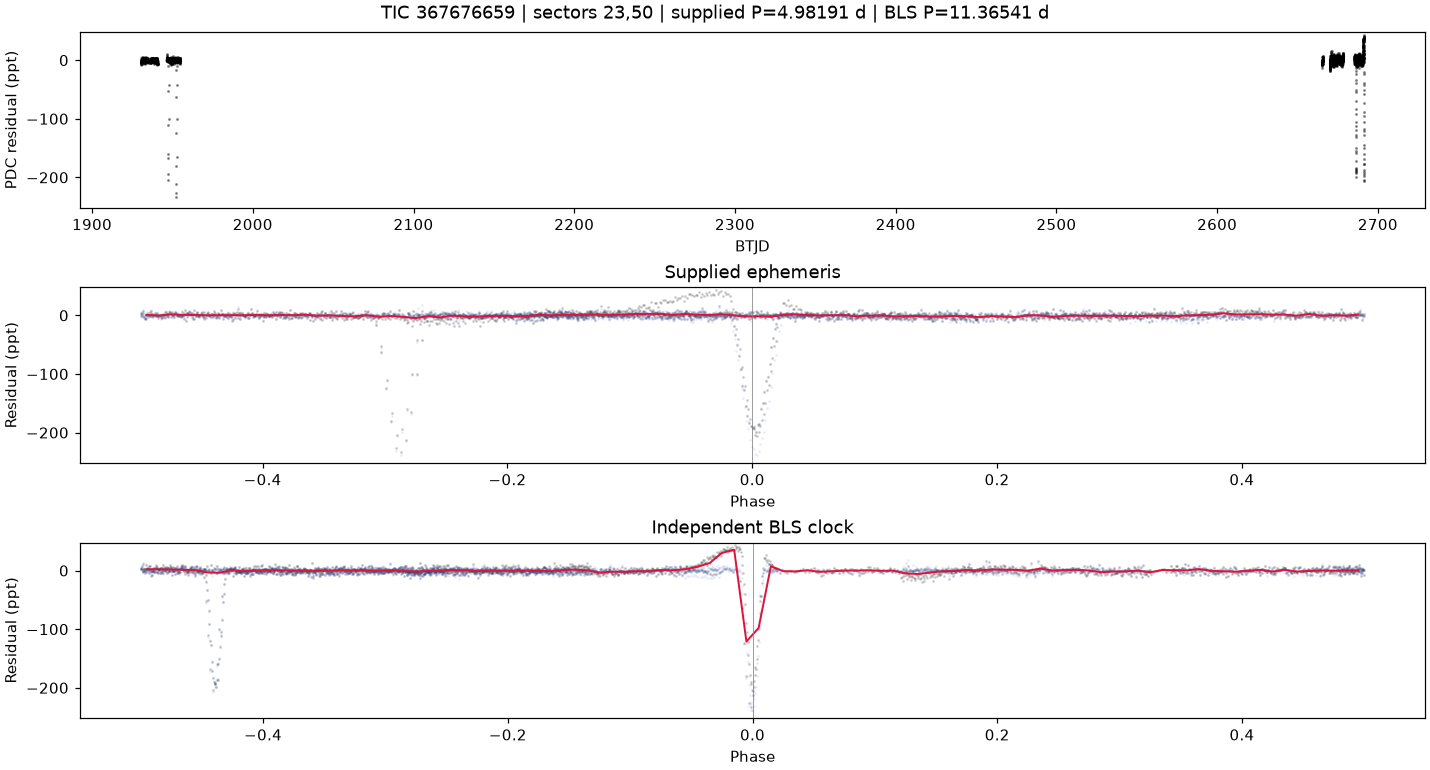 TIC 367676659 | sectors 23,50 | supplied P=4.98191 d | BLS P=11.36541 d
PDC residual (ppt)
0
−100
−200
1900 2000 2100 2200 2300 2400 2500 2600 2700
BTJD
Supplied ephemeris
Residual (ppt)
0
−100
−200
−0.4 −0.2 0.0 0.2 0.4
Phase
Independent BLS clock
Residual (ppt)
0
−100
−200
−0.4 −0.2 0.0 0.2 0.4
Phase